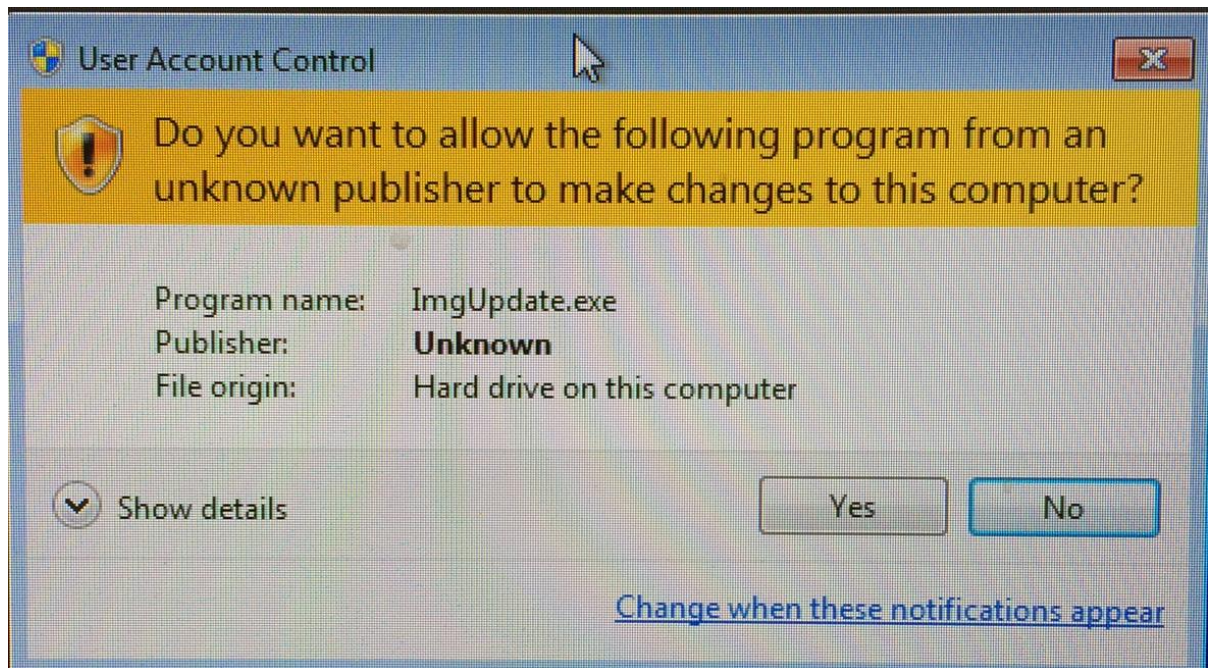 User Account Control
Do you want to allow the following program from an
unknown publisher to make changes to this computer?
Program name: ImgUpdate.exe
Publisher: Unknown
File origin: Hard drive on this computer
Show details
Yes No
Change when these notifications appear